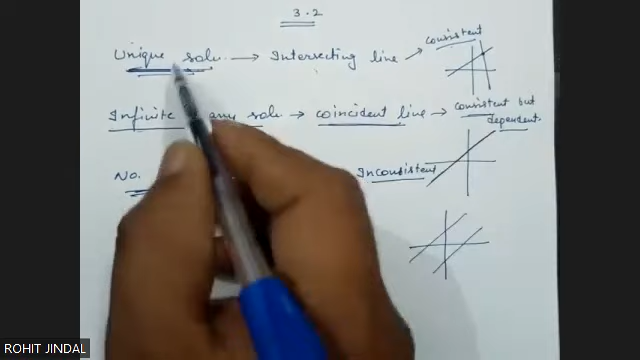 3.2
Unique solu. → Intersecting line → consistent
Infinite many solu → coincident line → consistent but dependent.
No. Inconsistent
ROHIT JINDAL